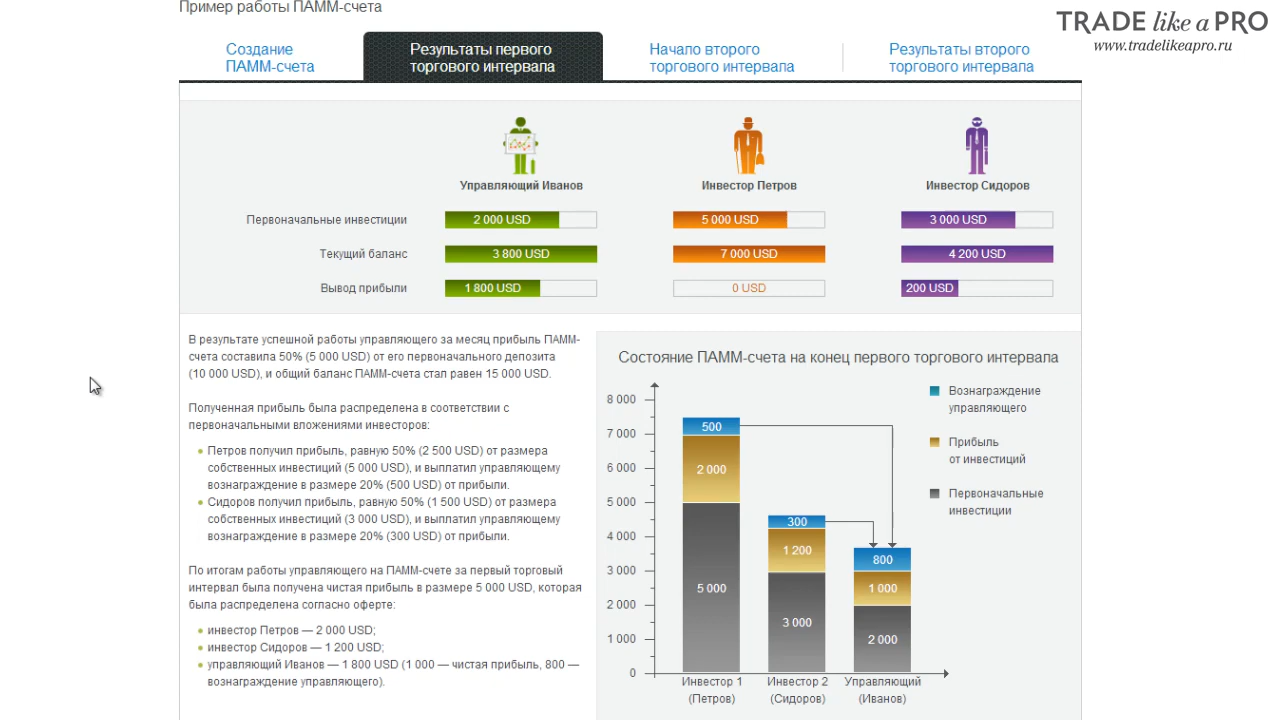 Пример работы ПАММ-счета
TRADE like a PRO
www.tradelikeapro.ru
Создание
ПАММ-счета
Результаты первого
торгового интервала
Начало второго
торгового интервала
Результаты второго
торгового интервала
Управляющий Иванов
Инвестор Петров
Инвестор Сидоров
Первоначальные инвестиции
2 000 USD
5 000 USD
3 000 USD
Текущий баланс
3 800 USD
7 000 USD
4 200 USD
Вывод прибыли
1 800 USD
0 USD
200 USD
В результате успешной работы управляющего за месяц прибыль ПАММ-
счета составила 50% (5 000 USD) от его первоначального депозита
(10 000 USD), и общий баланс ПАММ-счета стал равен 15 000 USD.
Полученная прибыль была распределена в соответствии с
первоначальными вложениями инвесторов:
Петров получил прибыль, равную 50% (2 500 USD) от размера
собственных инвестиций (5 000 USD), и выплатил управляющему
вознаграждение в размере 20% (500 USD) от прибыли.
Сидоров получил прибыль, равную 50% (1 500 USD) от размера
собственных инвестиций (3 000 USD), и выплатил управляющему
вознаграждение в размере 20% (300 USD) от прибыли.
По итогам работы управляющего на ПАММ-счете за первый торговый
интервал была получена чистая прибыль в размере 5 000 USD, которая
была распределена согласно оферте:
инвестор Петров — 2 000 USD;
инвестор Сидоров — 1 200 USD;
управляющий Иванов — 1 800 USD (1 000 — чистая прибыль, 800 —
вознаграждение управляющего).
Состояние ПАММ-счета на конец первого торгового интервала
8 000
7 000
6 000
5 000
4 000
3 000
2 000
1 000
0
500
2 000
5 000
300
1 200
3 000
800
1 000
2 000
Инвестор 1
(Петров)
Инвестор 2
(Сидоров)
Управляющий
(Иванов)
Вознаграждение
управляющего
Прибыль
от инвестиций
Первоначальные
инвестиции